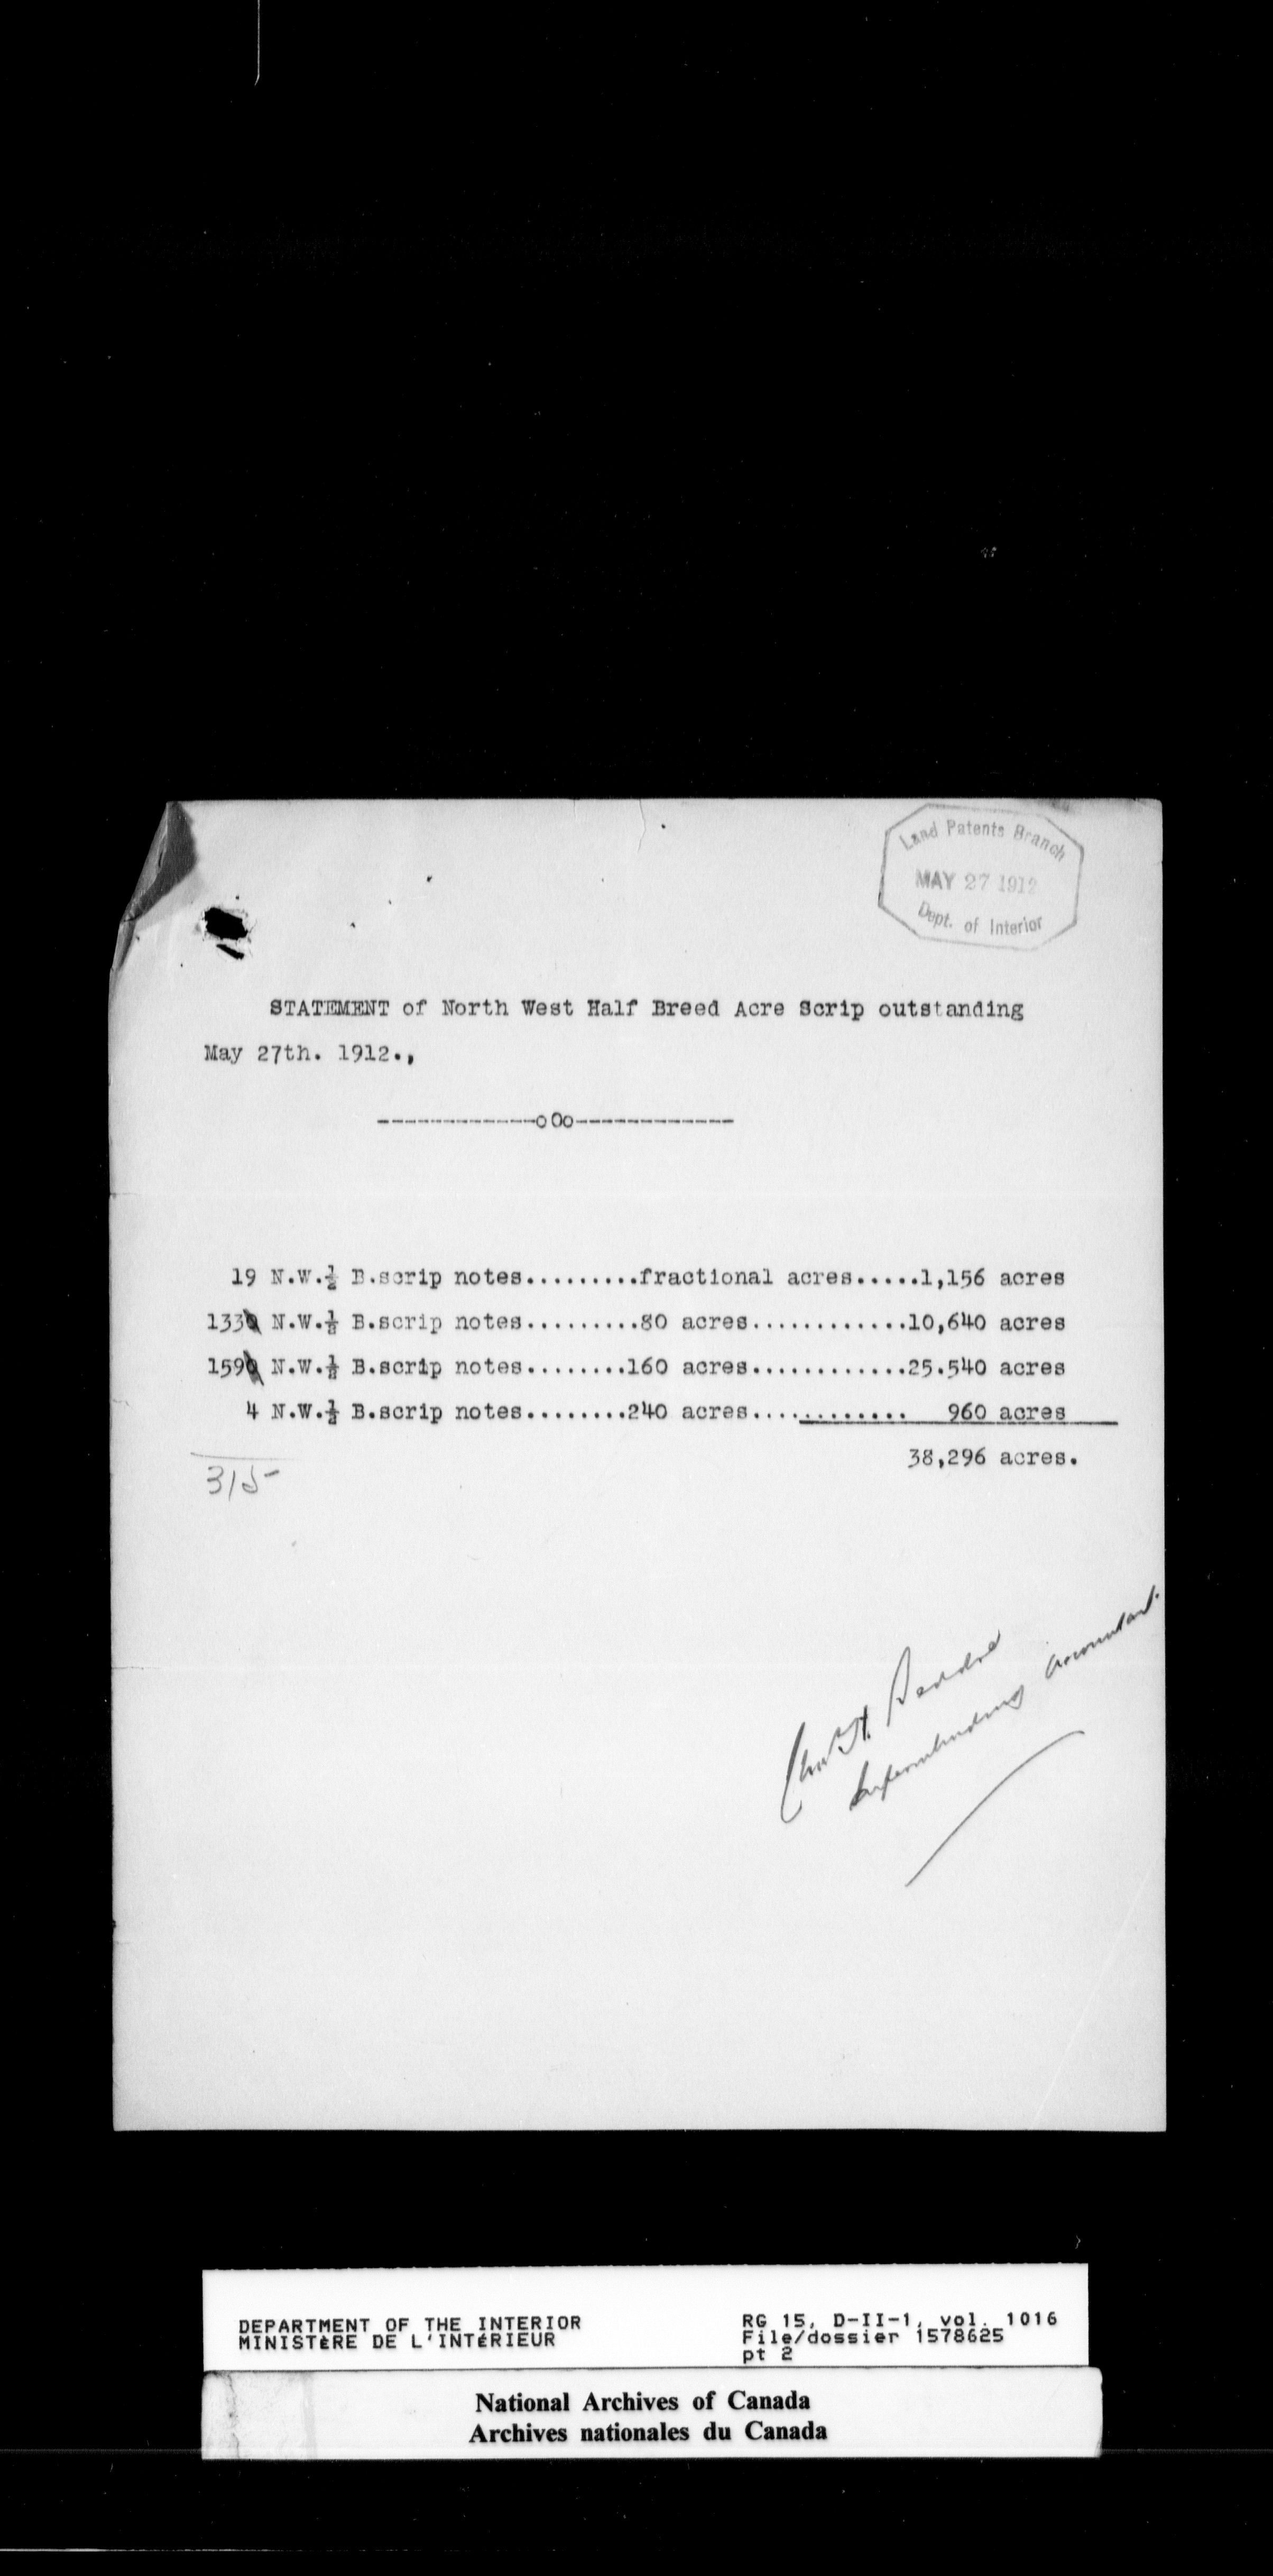 Land Patents Branch
MAY 27 1912
Dept. of Interior
STATEMENT of North West Half Breed Acre Scrip outstanding
May 27th. 1912.,
------------oOo------------
19 N.W.½ B.scrip notes.........fractional acres.....1,156 acres
133 N.W.½ B.scrip notes.........80 acres............10,640 acres
159 N.W.½ B.scrip notes........160 acres............25.540 acres
4 N.W.½ B.scrip notes........240 acres............ 960 acres
38,296 acres.
315
Chas H. Beddoe
Superintending Accountant.
DEPARTMENT OF THE INTERIOR
MINISTÈRE DE L'INTÉRIEUR
RG 15, D-II-1, vol. 1016
File/dossier 1578625
pt 2
National Archives of Canada
Archives nationales du Canada